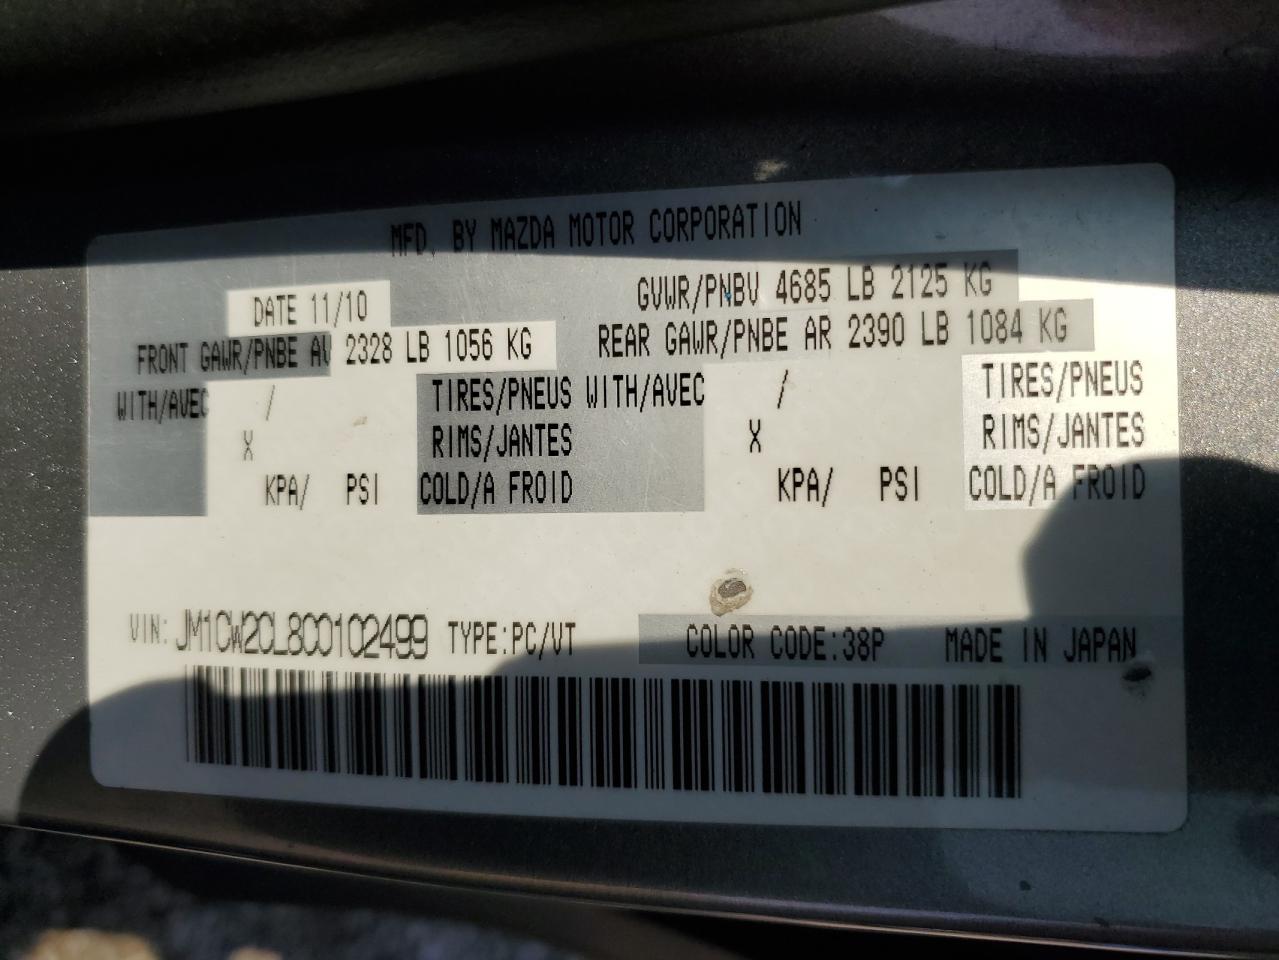 MFD. BY MAZDA MOTOR CORPORATION
DATE 11/10 GVWR/PNBV 4685 LB 2125 KG
FRONT GAWR/PNBE AV 2328 LB 1056 KG REAR GAWR/PNBE AR 2390 LB 1084 KG
WITH/AVEC / TIRES/PNEUS WITH/AVEC / TIRES/PNEUS
X RIMS/JANTES X RIMS/JANTES
KPA/ PSI COLD/A FROID KPA/ PSI COLD/A FROID
VIN: JM1CW2CL8C0102499 TYPE:PC/VT COLOR CODE:38P MADE IN JAPAN